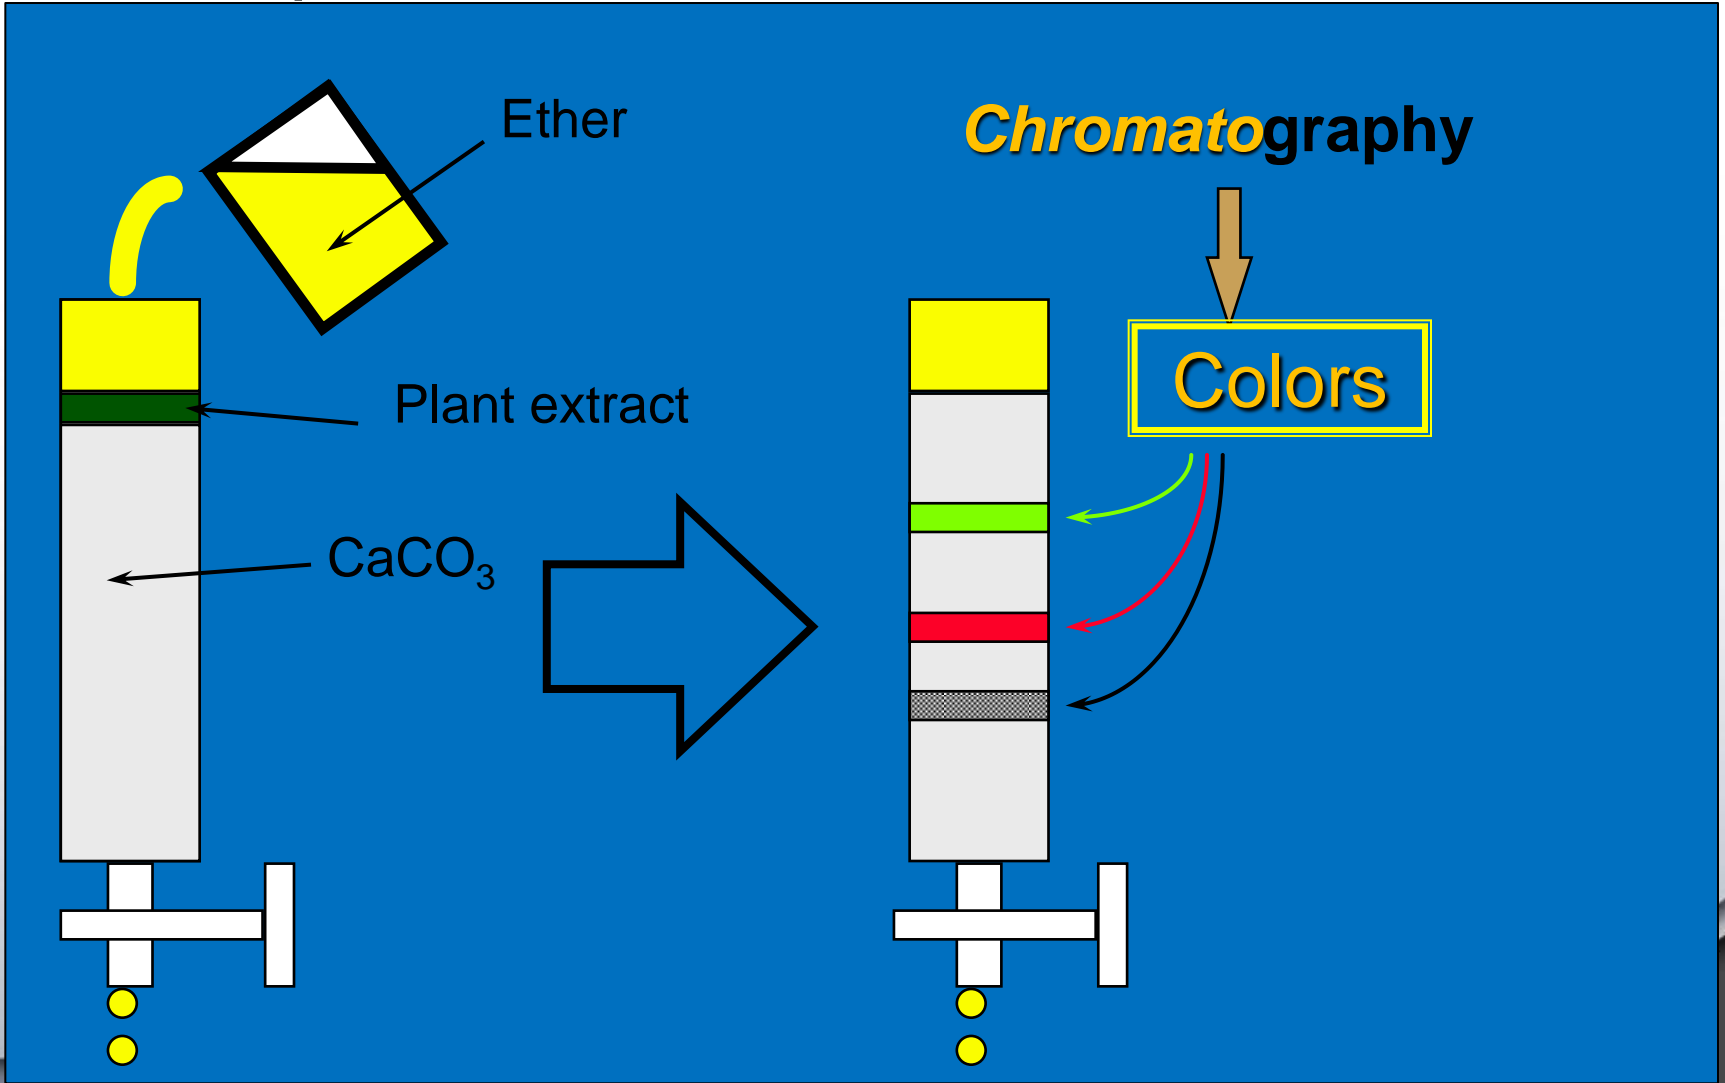 Ether
Chromatography
Colors
Plant extract
CaCO₃